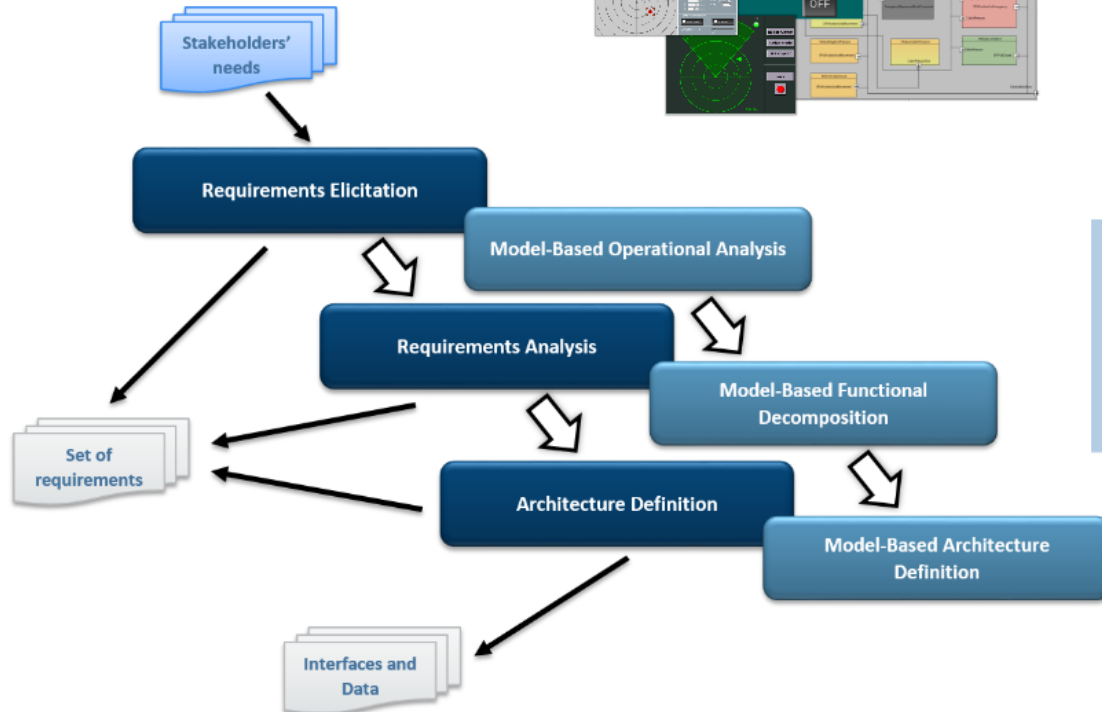 OFF
Stakeholders’
needs
Requirements Elicitation
Model-Based Operational Analysis
Requirements Analysis
Model-Based Functional
Decomposition
Set of
requirements
Architecture Definition
Model-Based Architecture
Definition
Interfaces and
Data